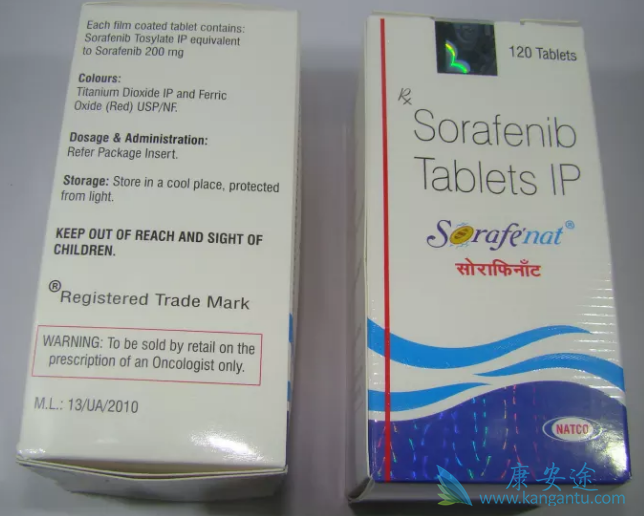 Each film coated tablet contains:
Sorafenib Tosylate IP equivalent
to Sorafenib 200 mg
Colours:
Titanium Dioxide IP and Ferric
Oxide (Red) USP/NF.
Dosage & Administration:
Refer Package Insert.
Storage: Store in a cool place, protected
from light.
KEEP OUT OF REACH AND SIGHT OF
CHILDREN.
®Registered Trade Mark
WARNING: To be sold by retail on the
prescription of an Oncologist only.
M.L.: 13/UA/2010
120 Tablets
Rx
Sorafenib
Tablets IP
Sorafenat®
सोराफिनॉट
NATCO
康安途
www.kangantu.com